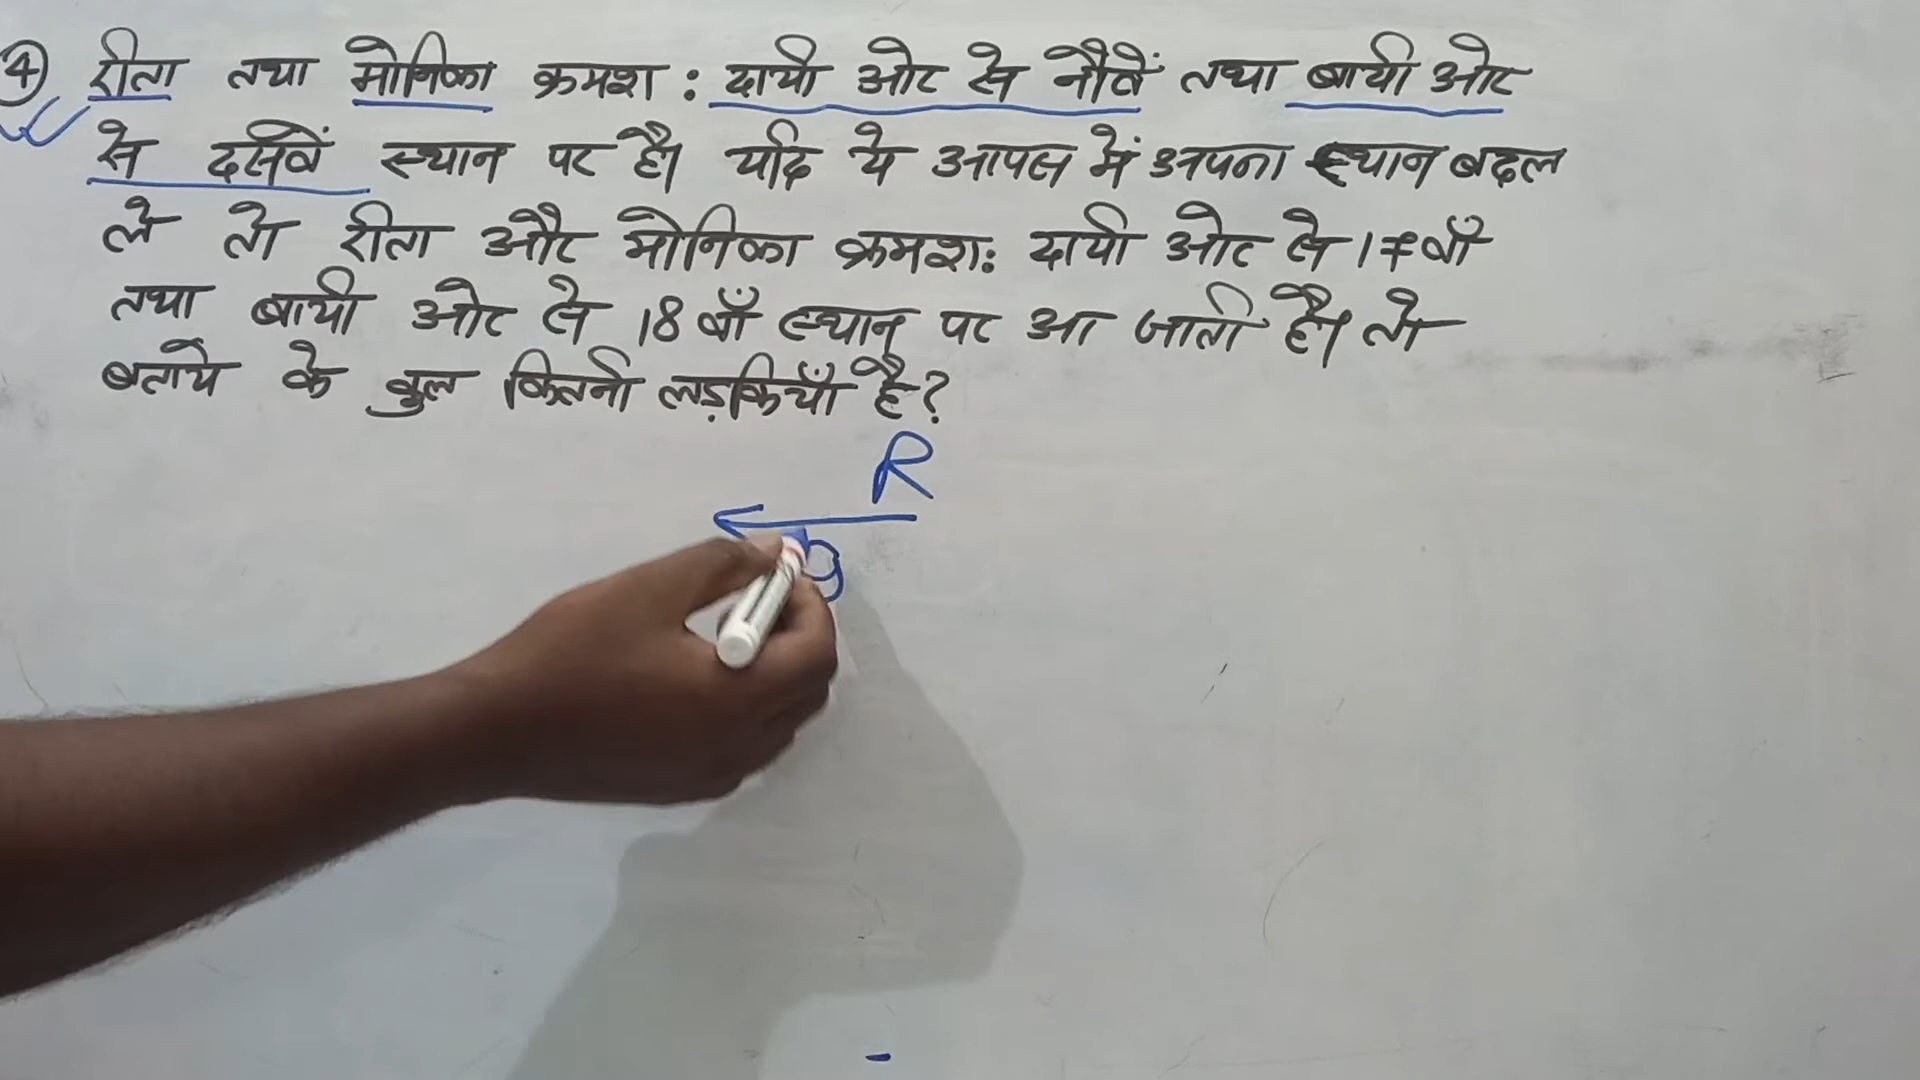 ④ रीता तथा मोनिका क्रमश : दायी ओर से नौवें तथा बायी ओर
से दसवें स्थान पर है। यदि ये आपस में अपना स्थान बदल
ले तो रीता और मोनिका क्रमश: दायी ओर से 17वाँ
तथा बायी ओर से 18वाँ स्थान पर आ जाती है। तो
बताये के कुल कितनी लड़कियाँ है?
R
9